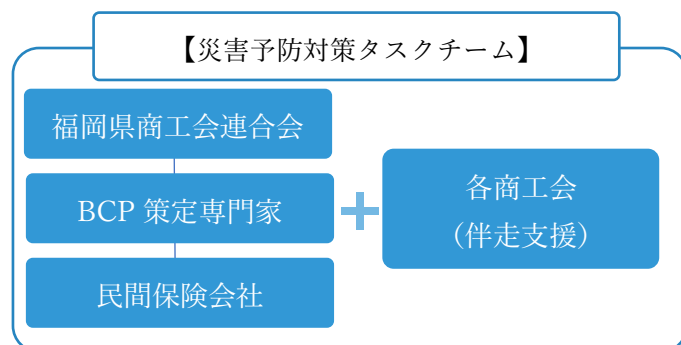 【災害予防対策タスクチーム】
福岡県商工会連合会
BCP 策定専門家
民間保険会社
各商工会
（伴走支援）